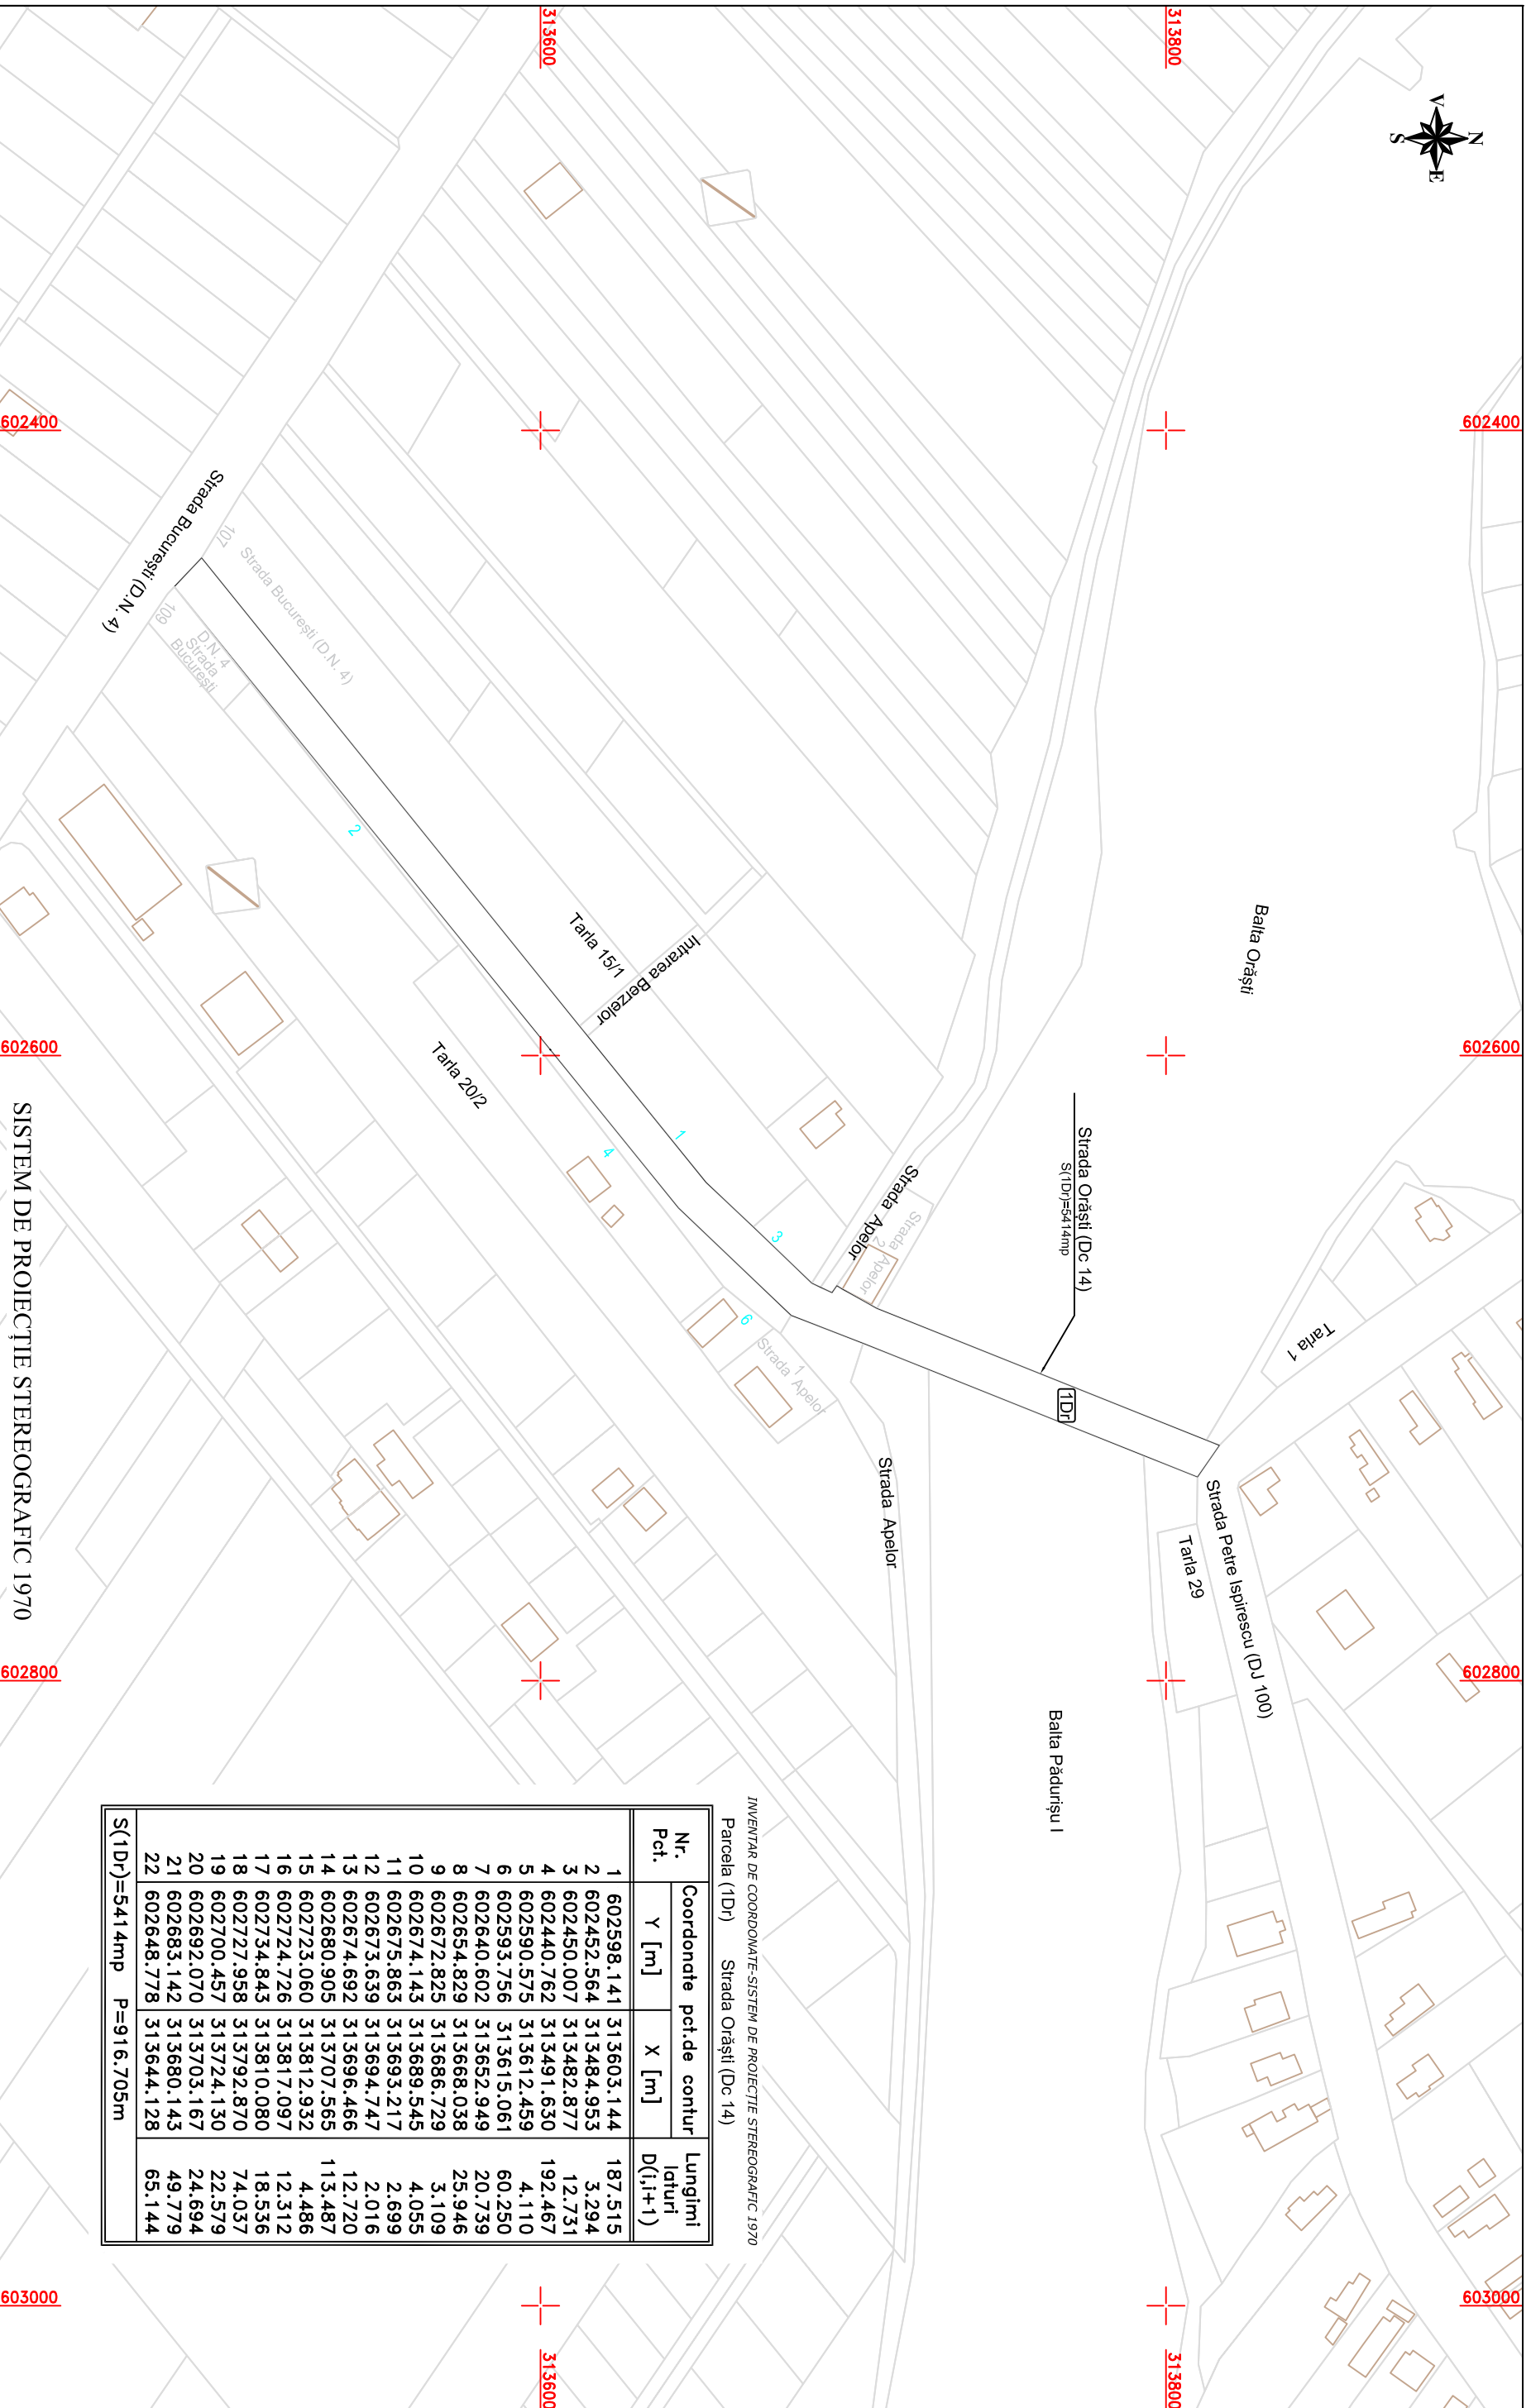 313600
313800
N
V
E
S
602400
602400
Strada București (D.N. 4)
107
Strada București (D.N. 4)
109
D.N. 4
Strada
București
2
Balta Orăști
Tarla 15/1
Intrarea Berzelor
Tarla 20/2
602600
602600
1
4
3
6
Strada Apelor
Strada Apelor
2
Strada Orăști (Dc 14)
S(1Dr)=5414mp
1Dr
1
Strada Apelor
Tarla 1
Strada Apelor
Strada Petre Ispirescu (DJ 100)
Tarla 29
602800
602800
Balta Pădurișu I
SISTEM DE PROIECȚIE STEREOGRAFIC 1970
INVENTAR DE COORDONATE-SISTEM DE PROIECȚIE STEREOGRAFIC 1970
Parcela (1Dr) Strada Orăști (Dc 14)
Nr. Pct. Coordonate pct.de contur Lungimi laturi
Y [m] X [m] D(i,i+1)
1 602598.141 313603.144 187.515
2 602452.564 313484.953 3.294
3 602450.007 313482.877 12.731
4 602440.762 313491.630 192.467
5 602590.575 313612.459 4.110
6 602593.756 313615.061 60.250
7 602640.602 313652.949 20.739
8 602654.829 313668.038 25.946
9 602672.825 313686.729 3.109
10 602674.143 313689.545 4.055
11 602675.863 313693.217 2.699
12 602673.639 313694.747 2.016
13 602674.692 313696.466 12.720
14 602680.905 313707.565 113.487
15 602723.060 313812.932 4.486
16 602724.726 313817.097 12.312
17 602734.843 313810.080 18.536
18 602727.958 313792.870 74.037
19 602700.457 313724.130 22.579
20 602692.070 313703.167 24.694
21 602683.142 313680.143 49.779
22 602648.778 313644.128 65.144
S(1Dr)=5414mp P=916.705m
603000
603000
313600
313800